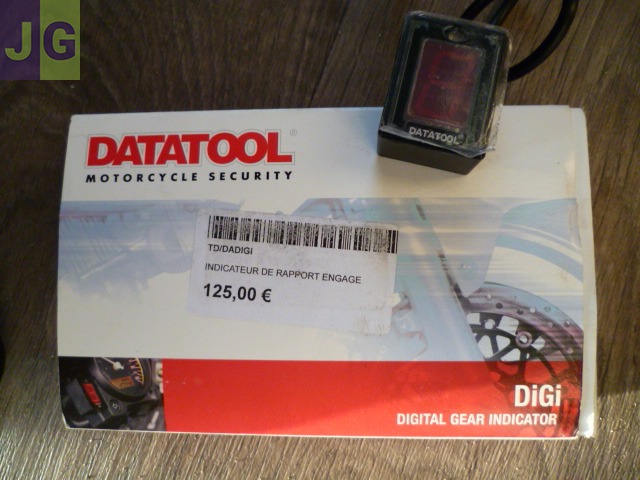 JG
DATATOOL
DATATOOL®
MOTORCYCLE SECURITY
TD/DADIGI
INDICATEUR DE RAPPORT ENGAGE
125,00 €
DiGi
DIGITAL GEAR INDICATOR